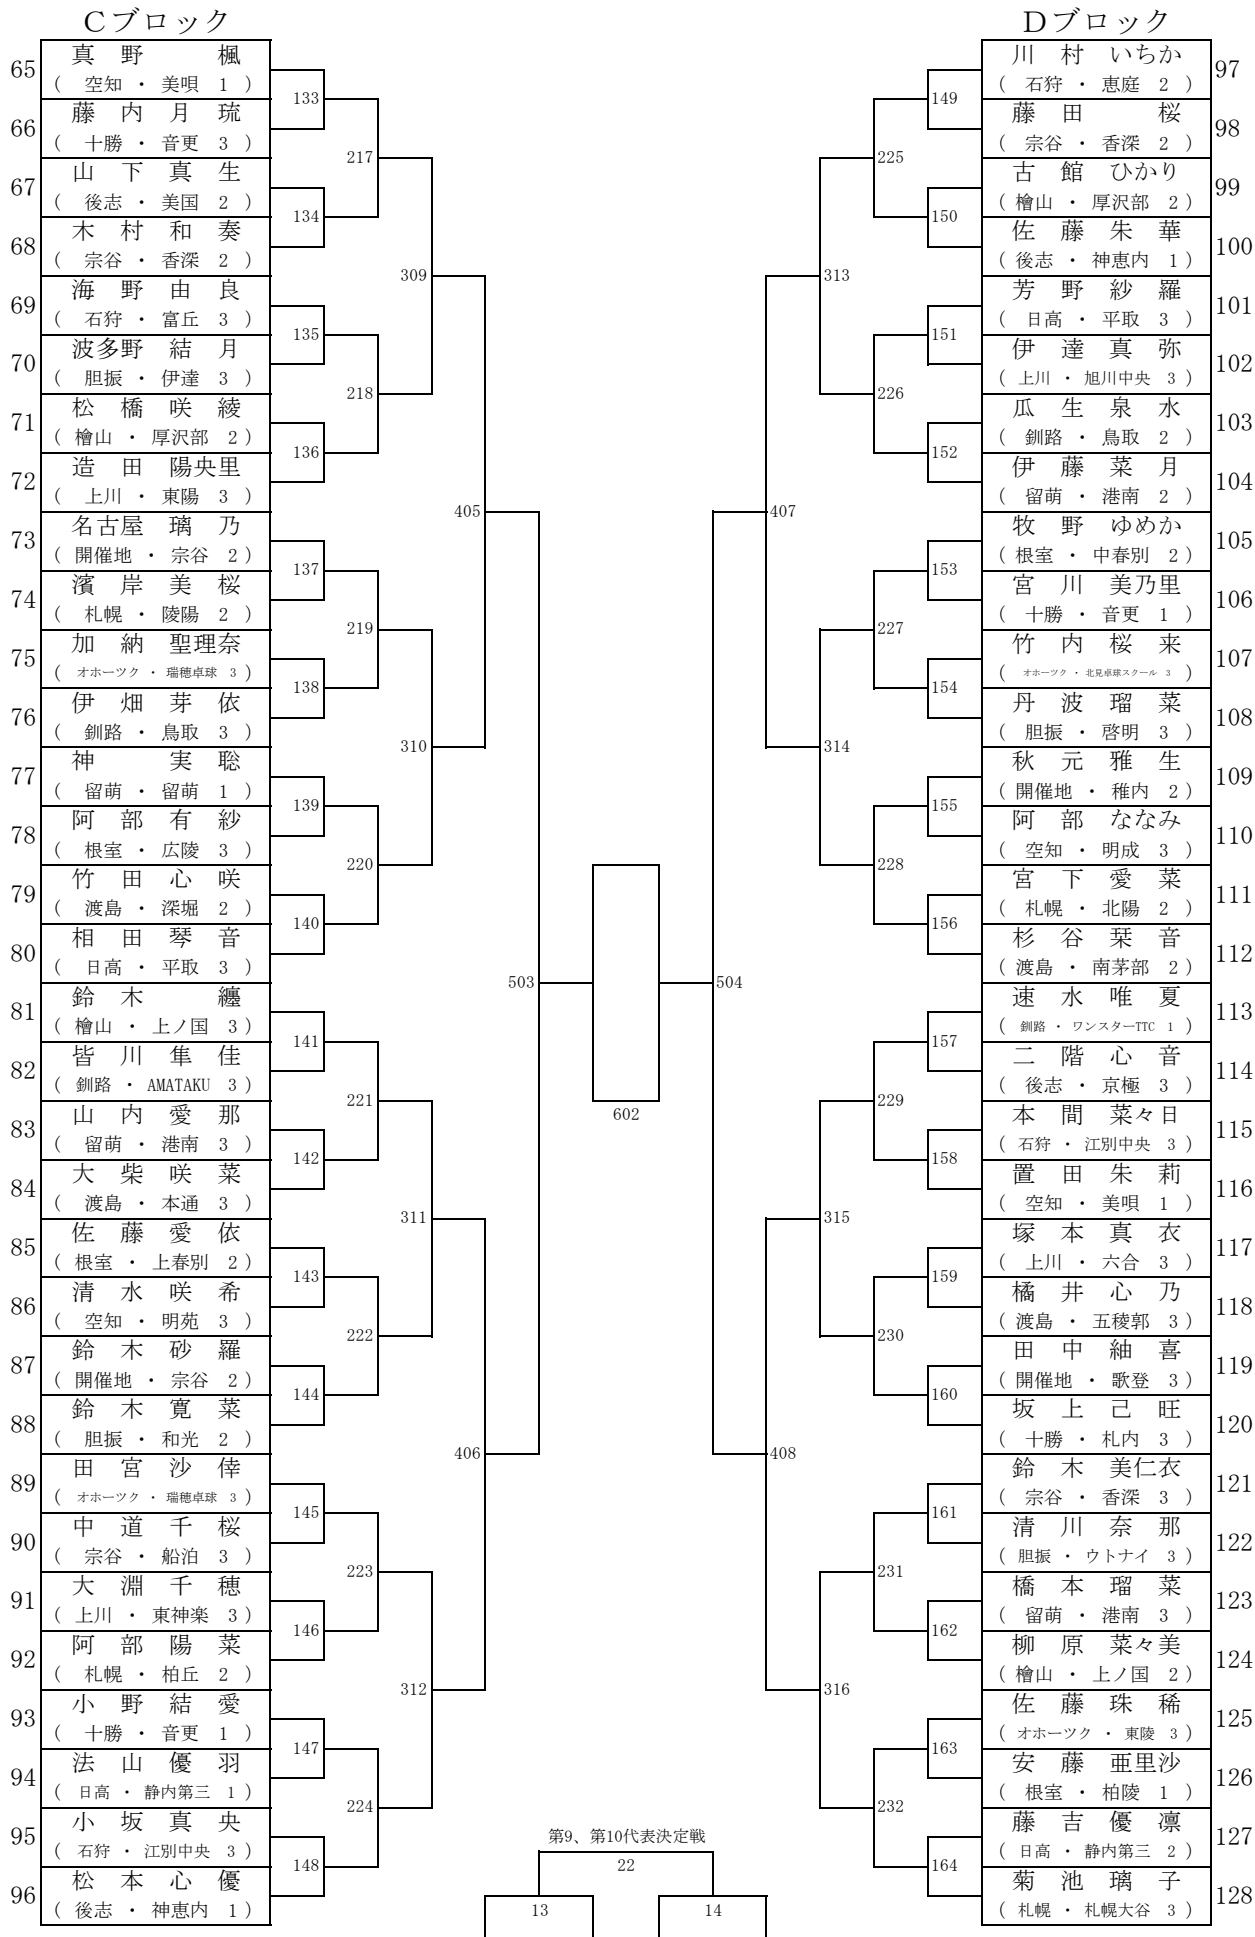 Cブロック
65 真野 楓
( 空知 ・ 美唄 1 )
66 藤内月琉
( 十勝 ・ 音更 3 )
67 山下真生
( 後志 ・ 美国 2 )
68 木村和奏
( 宗谷 ・ 香深 2 )
69 海野由良
( 石狩 ・ 富丘 3 )
70 波多野結月
( 胆振 ・ 伊達 3 )
71 松橋咲綾
( 檜山 ・ 厚沢部 2 )
72 造田陽央里
( 上川 ・ 東陽 3 )
73 名古屋璃乃
( 開催地 ・ 宗谷 2 )
74 濱岸美桜
( 札幌 ・ 陵陽 2 )
75 加納聖理奈
( オホーツク ・ 瑞穂卓球 3 )
76 伊畑芽依
( 釧路 ・ 鳥取 3 )
77 神 実聡
( 留萌 ・ 留萌 1 )
78 阿部有紗
( 根室 ・ 広陵 3 )
79 竹田心咲
( 渡島 ・ 深堀 2 )
80 相田琴音
( 日高 ・ 平取 3 )
81 鈴木 纏
( 檜山 ・ 上ノ国 3 )
82 皆川隼佳
( 釧路 ・ AMATAKU 3 )
83 山内愛那
( 留萌 ・ 港南 3 )
84 大柴咲菜
( 渡島 ・ 本通 3 )
85 佐藤愛依
( 根室 ・ 上春別 2 )
86 清水咲希
( 空知 ・ 明苑 3 )
87 鈴木砂羅
( 開催地 ・ 宗谷 2 )
88 鈴木寛菜
( 胆振 ・ 和光 2 )
89 田宮沙倖
( オホーツク ・ 瑞穂卓球 3 )
90 中道千桜
( 宗谷 ・ 船泊 3 )
91 大淵千穂
( 上川 ・ 東神楽 3 )
92 阿部陽菜
( 札幌 ・ 柏丘 2 )
93 小野結愛
( 十勝 ・ 音更 1 )
94 法山優羽
( 日高 ・ 静内第三 1 )
95 小坂真央
( 石狩 ・ 江別中央 3 )
96 松本心優
( 後志 ・ 神恵内 1 )
133
134
135
136
137
138
139
140
141
142
143
144
145
146
147
148
217
218
219
220
221
222
223
224
309
310
311
312
405
406
503
602
504
407
408
313
314
315
316
225
226
227
228
229
230
231
232
149
150
151
152
153
154
155
156
157
158
159
160
161
162
163
164
Dブロック
川村いちか 97
( 石狩 ・ 恵庭 2 )
藤田 桜 98
( 宗谷 ・ 香深 2 )
古館ひかり 99
( 檜山 ・ 厚沢部 2 )
佐藤朱華 100
( 後志 ・ 神恵内 1 )
芳野紗羅 101
( 日高 ・ 平取 3 )
伊達真弥 102
( 上川 ・ 旭川中央 3 )
瓜生泉水 103
( 釧路 ・ 鳥取 2 )
伊藤菜月 104
( 留萌 ・ 港南 2 )
牧野ゆめか 105
( 根室 ・ 中春別 2 )
宮川美乃里 106
( 十勝 ・ 音更 1 )
竹内桜来 107
( オホーツク ・ 北見卓球スクール 3 )
丹波瑠菜 108
( 胆振 ・ 啓明 3 )
秋元雅生 109
( 開催地 ・ 稚内 2 )
阿部ななみ 110
( 空知 ・ 明成 3 )
宮下愛菜 111
( 札幌 ・ 北陽 2 )
杉谷栞音 112
( 渡島 ・ 南茅部 2 )
速水唯夏 113
( 釧路 ・ ワンスターTTC 1 )
二階心音 114
( 後志 ・ 京極 3 )
本間菜々日 115
( 石狩 ・ 江別中央 3 )
置田朱莉 116
( 空知 ・ 美唄 1 )
塚本真衣 117
( 上川 ・ 六合 3 )
橘井心乃 118
( 渡島 ・ 五稜郭 3 )
田中紬喜 119
( 開催地 ・ 歌登 3 )
坂上己旺 120
( 十勝 ・ 札内 3 )
鈴木美仁衣 121
( 宗谷 ・ 香深 3 )
清川奈那 122
( 胆振 ・ ウトナイ 3 )
橋本瑠菜 123
( 留萌 ・ 港南 3 )
柳原菜々美 124
( 檜山 ・ 上ノ国 2 )
佐藤珠稀 125
( オホーツク ・ 東陵 3 )
安藤亜里沙 126
( 根室 ・ 柏陵 1 )
藤吉優凛 127
( 日高 ・ 静内第三 2 )
菊池璃子 128
( 札幌 ・ 札幌大谷 3 )
第9、第10代表決定戦
22
13
14